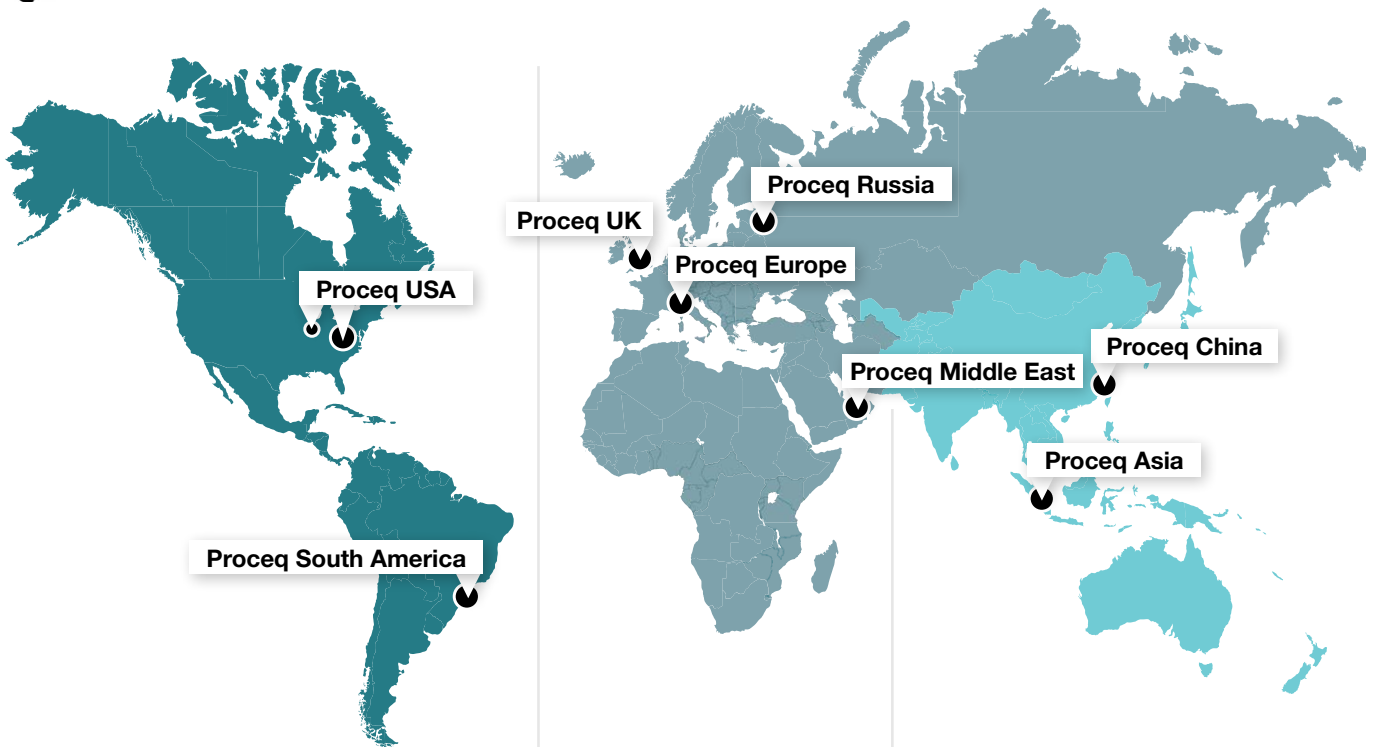 Proceq Russia
Proceq UK
Proceq Europe
Proceq USA
Proceq China
Proceq Middle East
Proceq Asia
Proceq South America